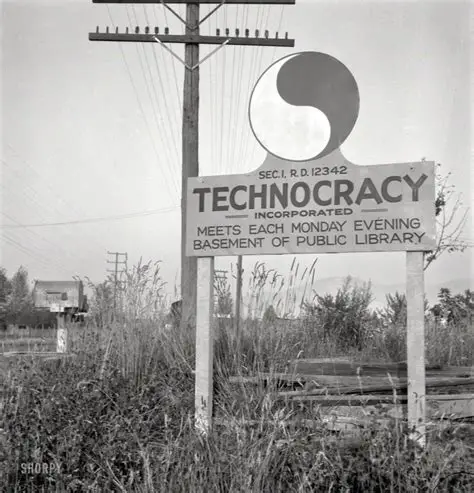 SEC.1, R.D. 12342
TECHNOCRACY
INCORPORATED
MEETS EACH MONDAY EVENING
BASEMENT OF PUBLIC LIBRARY
SHORPY